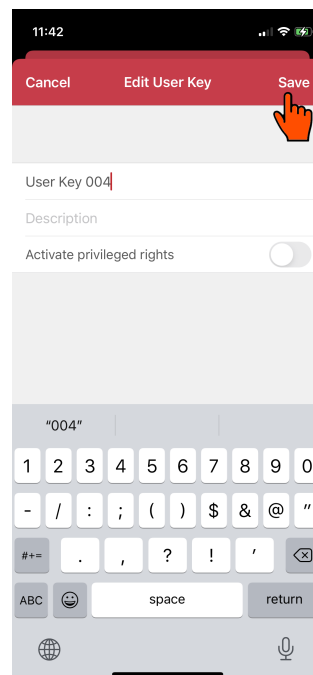 11:42
Cancel Edit User Key Save
User Key 004
Description
Activate privileged rights
“004”
1 2 3 4 5 6 7 8 9 0
- / : ; ( ) $ & @ "
#+= . , ? ! ’
ABC space return